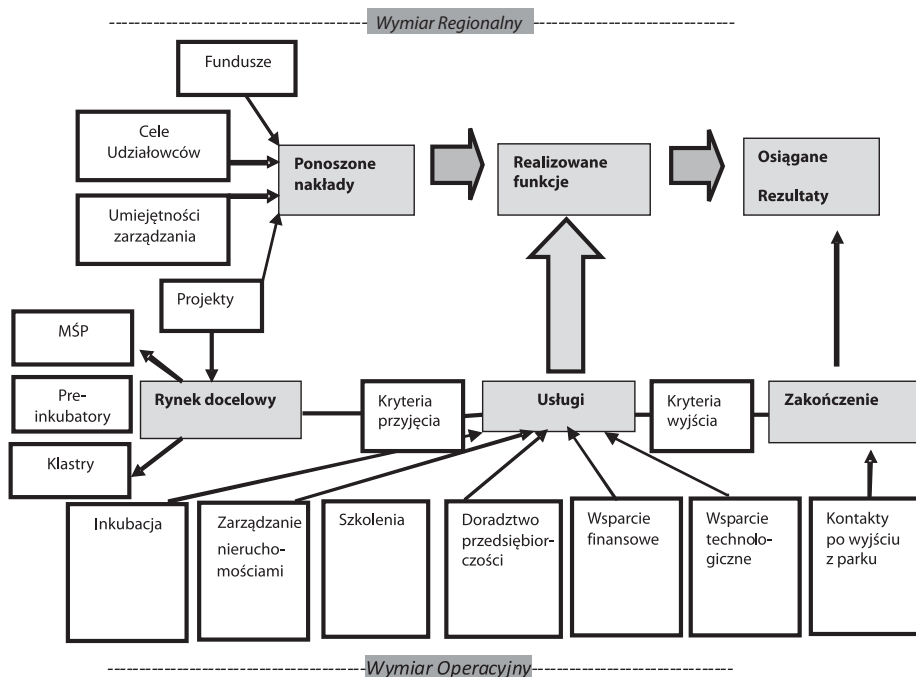 Wymiar Regionalny
Fundusze
Cele
Udziałowców
Umiejętności
zarządzania
Ponoszone
nakłady
Realizowane
funkcje
Osiągane
Rezultaty
Projekty
MŚP
Pre-
inkubatory
Klastry
Rynek docelowy
Kryteria
przyjęcia
Usługi
Kryteria
wyjścia
Zakończenie
Inkubacja
Zarządzanie
nierucho-
mościami
Szkolenia
Doradztwo
przedsiębior-
czości
Wsparcie
finansowe
Wsparcie
technolo-
giczne
Kontakty
po wyjściu
z parku
Wymiar Operacyjny